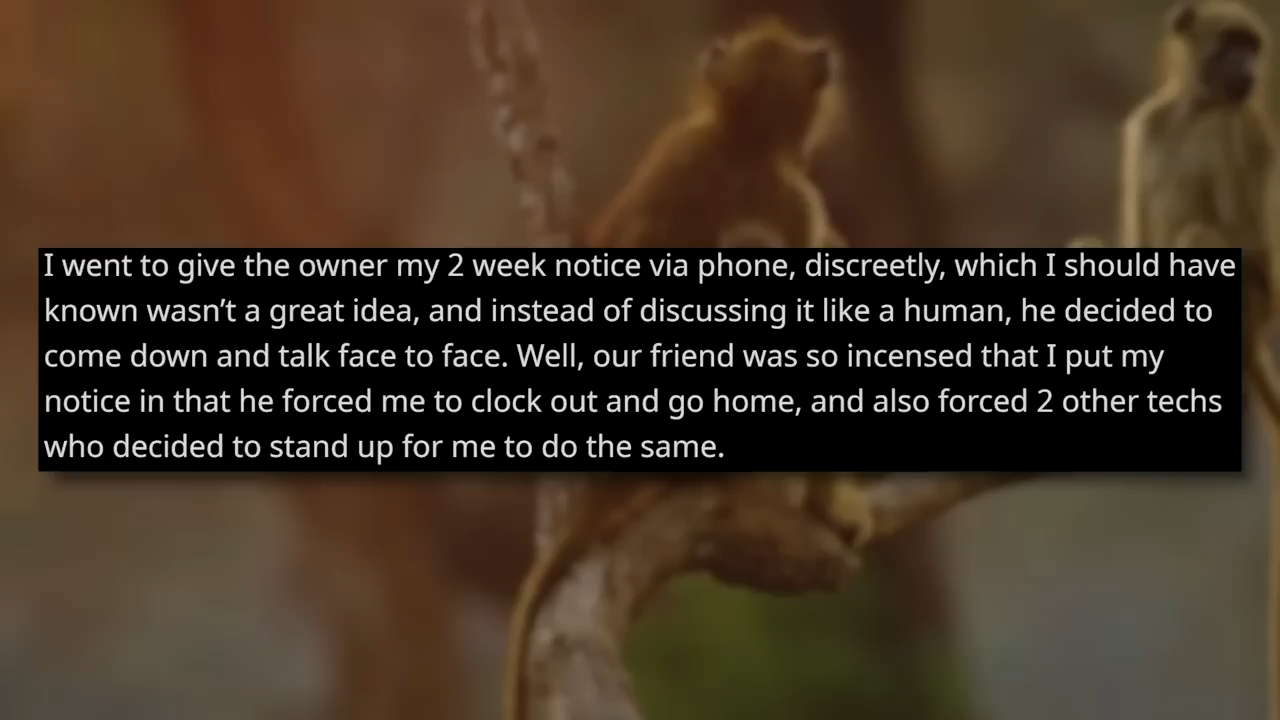 I went to give the owner my 2 week notice via phone, discreetly, which I should have
known wasn’t a great idea, and instead of discussing it like a human, he decided to
come down and talk face to face. Well, our friend was so incensed that I put my
notice in that he forced me to clock out and go home, and also forced 2 other techs
who decided to stand up for me to do the same.